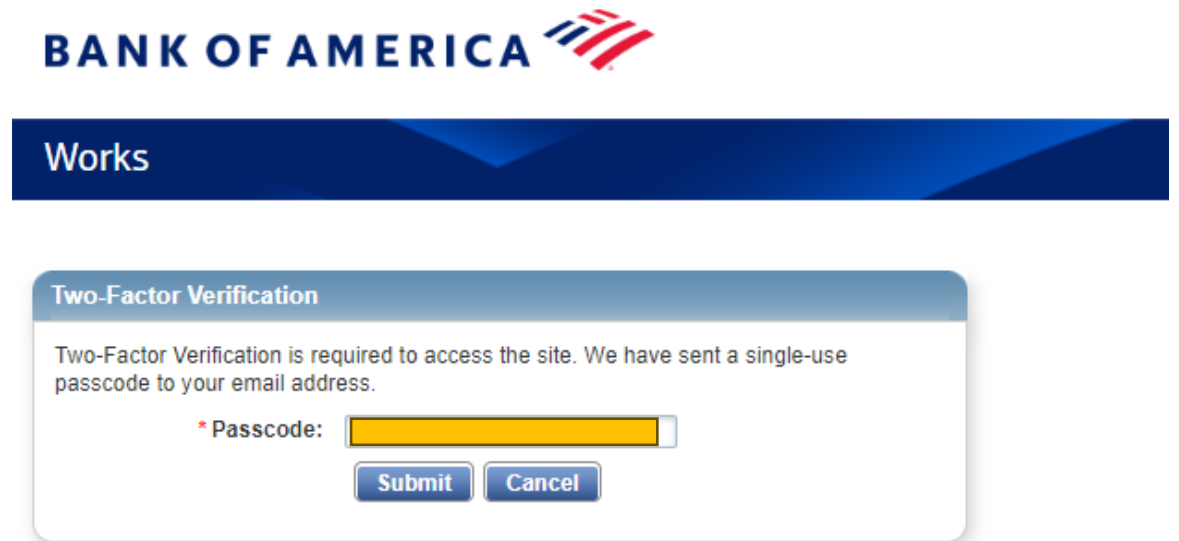 BANK OF AMERICA
Works
Two-Factor Verification
Two-Factor Verification is required to access the site. We have sent a single-use
passcode to your email address.
* Passcode:
Submit Cancel